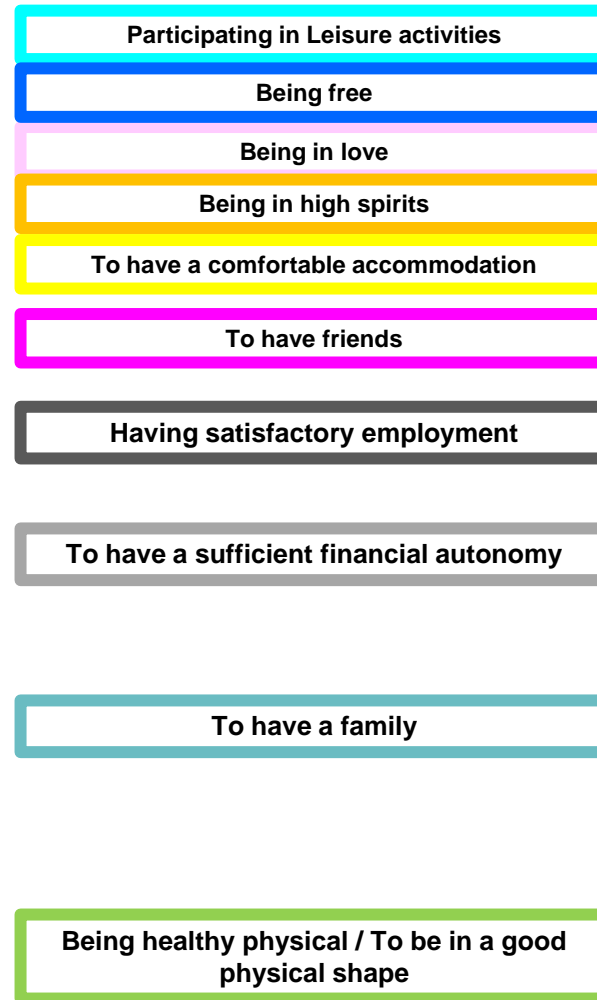 Participating in Leisure activities
Being free
Being in love
Being in high spirits
To have a comfortable accommodation
To have friends
Having satisfactory employment
To have a sufficient financial autonomy
To have a family
Being healthy physical / To be in a good
physical shape